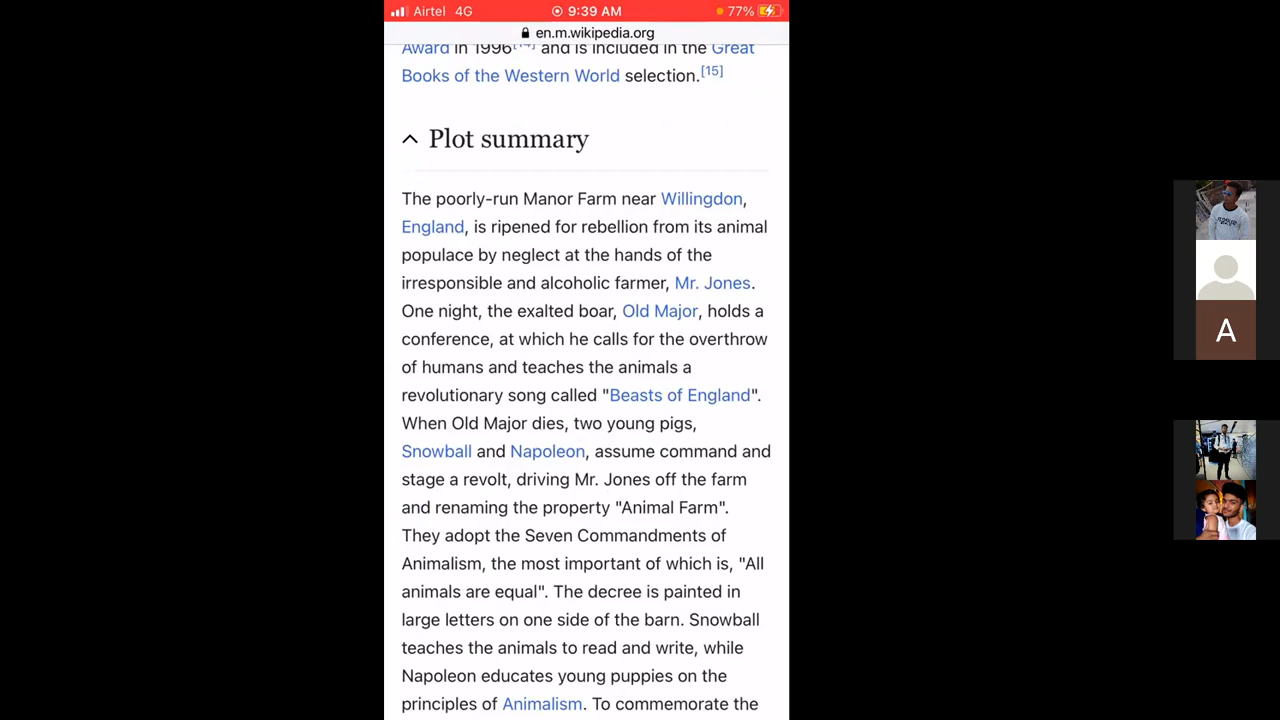 Airtel 4G 9:39 AM 77%
en.m.wikipedia.org
Award in 1996[14] and is included in the Great
Books of the Western World selection.[15]
Plot summary
The poorly-run Manor Farm near Willingdon,
England, is ripened for rebellion from its animal
populace by neglect at the hands of the
irresponsible and alcoholic farmer, Mr. Jones.
One night, the exalted boar, Old Major, holds a
conference, at which he calls for the overthrow
of humans and teaches the animals a
revolutionary song called "Beasts of England".
When Old Major dies, two young pigs,
Snowball and Napoleon, assume command and
stage a revolt, driving Mr. Jones off the farm
and renaming the property "Animal Farm".
They adopt the Seven Commandments of
Animalism, the most important of which is, "All
animals are equal". The decree is painted in
large letters on one side of the barn. Snowball
teaches the animals to read and write, while
Napoleon educates young puppies on the
principles of Animalism. To commemorate the
A